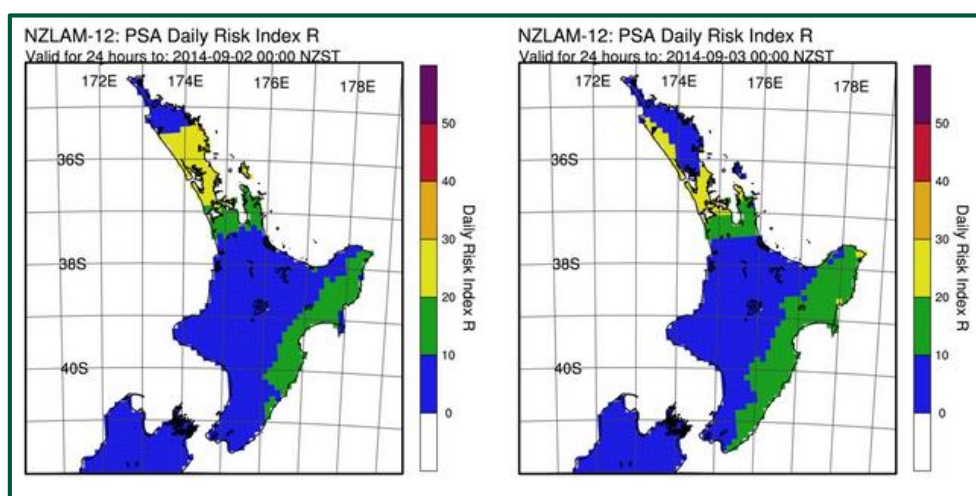 NZLAM-12: PSA Daily Risk Index R
Valid for 24 hours to: 2014-09-02 00:00 NZST
172E 174E 176E 178E
36S
38S
40S
50
40
30
20
10
0
Daily Risk Index R
NZLAM-12: PSA Daily Risk Index R
Valid for 24 hours to: 2014-09-03 00:00 NZST
172E 174E 176E 178E
36S
38S
40S
50
40
30
20
10
0
Daily Risk Index R